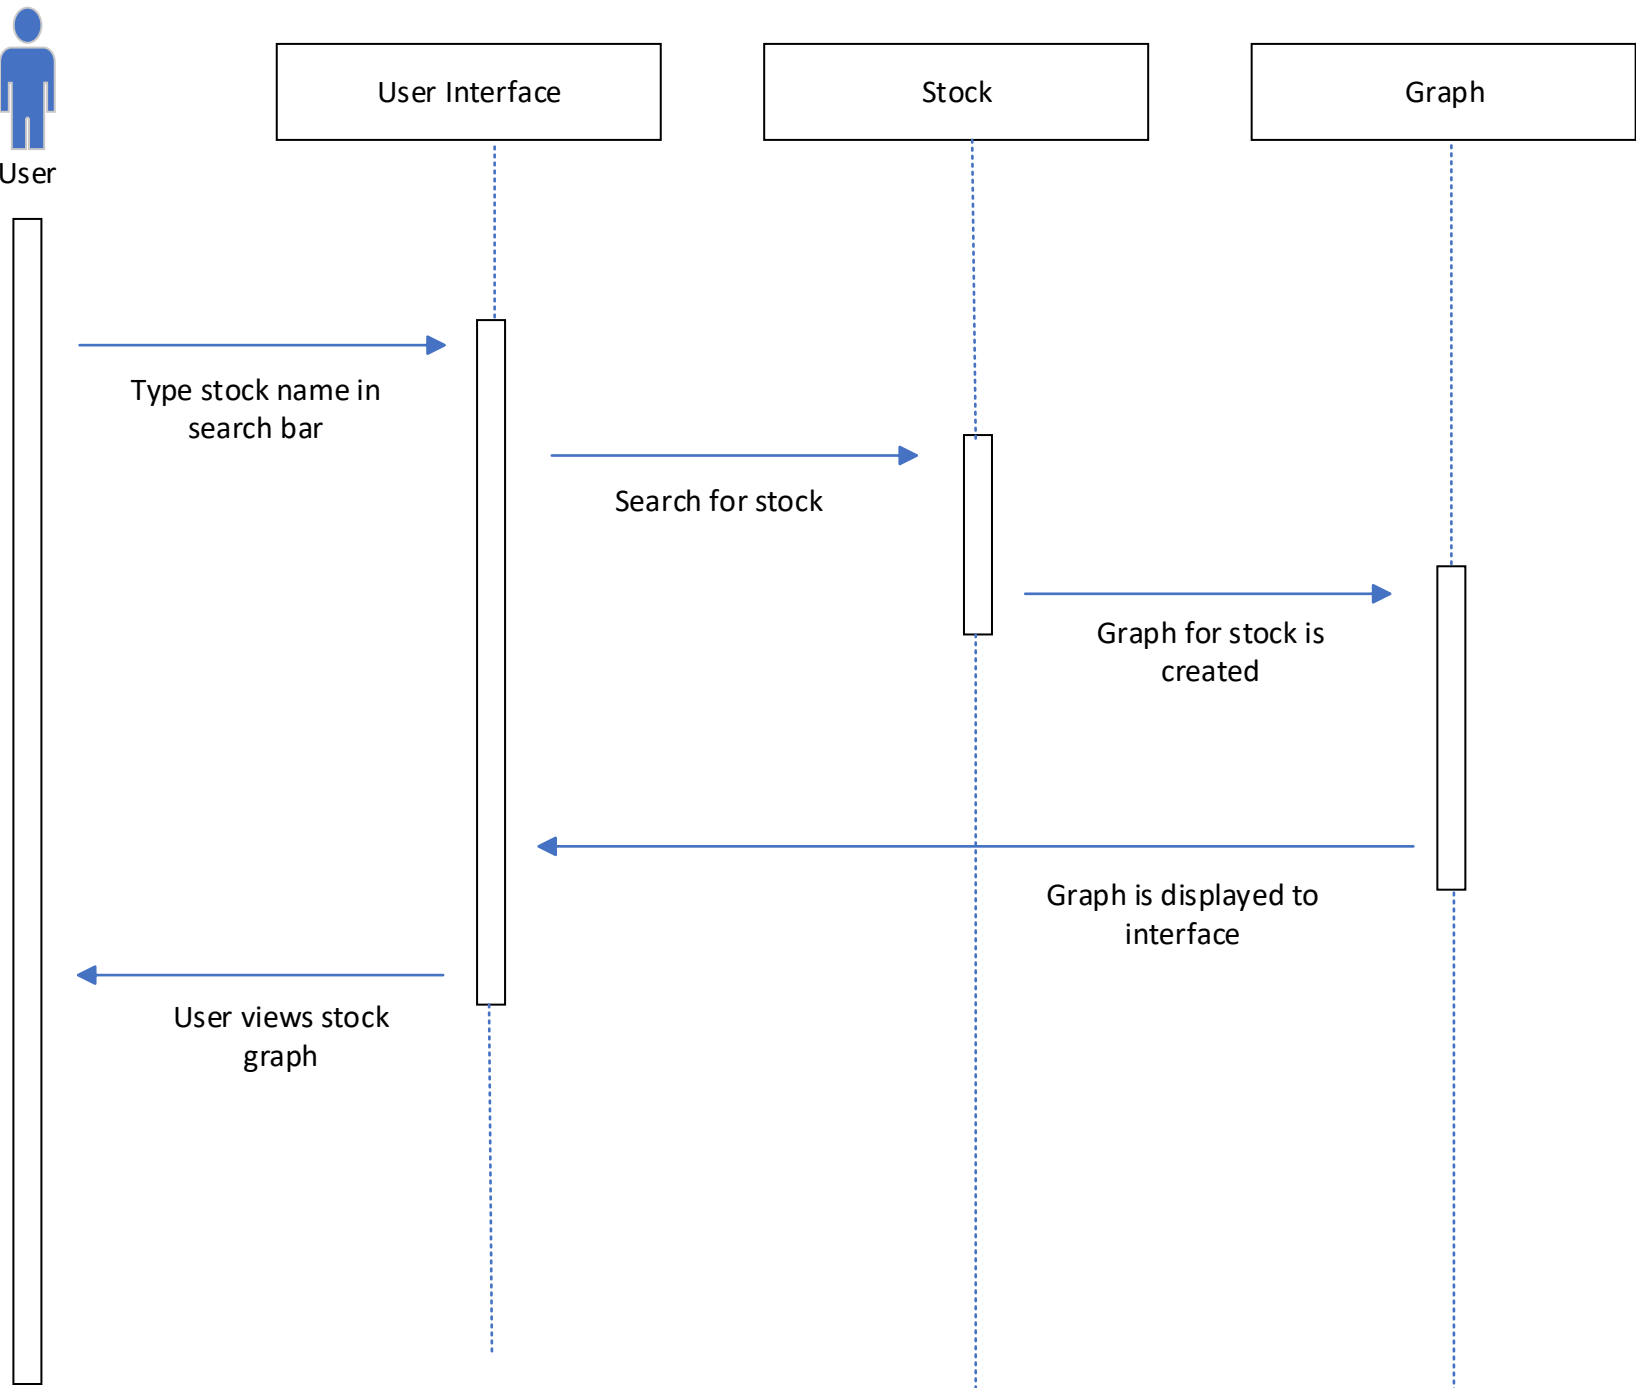 User Interface
Stock
Graph
User
Type stock name in
search bar
Search for stock
Graph for stock is
created
Graph is displayed to
interface
User views stock
graph